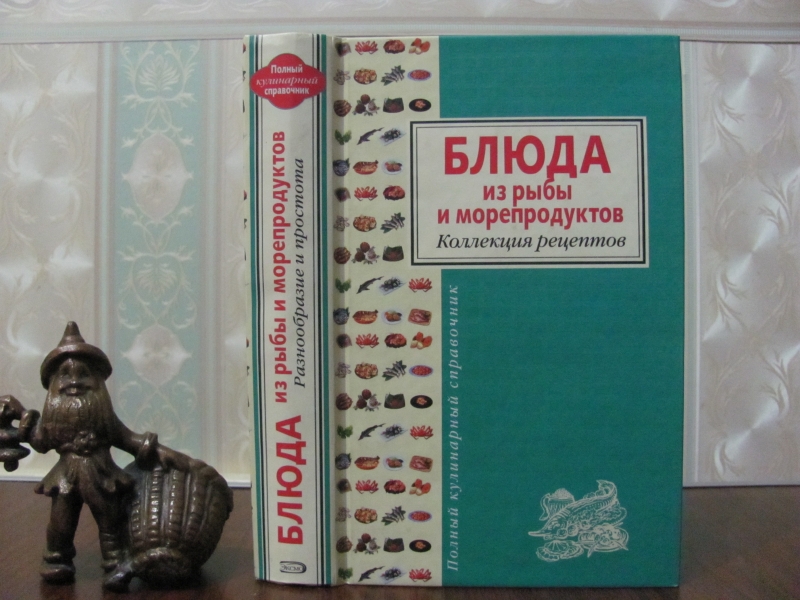 Полный
кулинарный
справочник
БЛЮДА из рыбы и морепродуктов
Разнообразие и простота
ЭКСМО
БЛЮДА
из рыбы
и морепродуктов
Коллекция рецептов
Полный кулинарный справочник